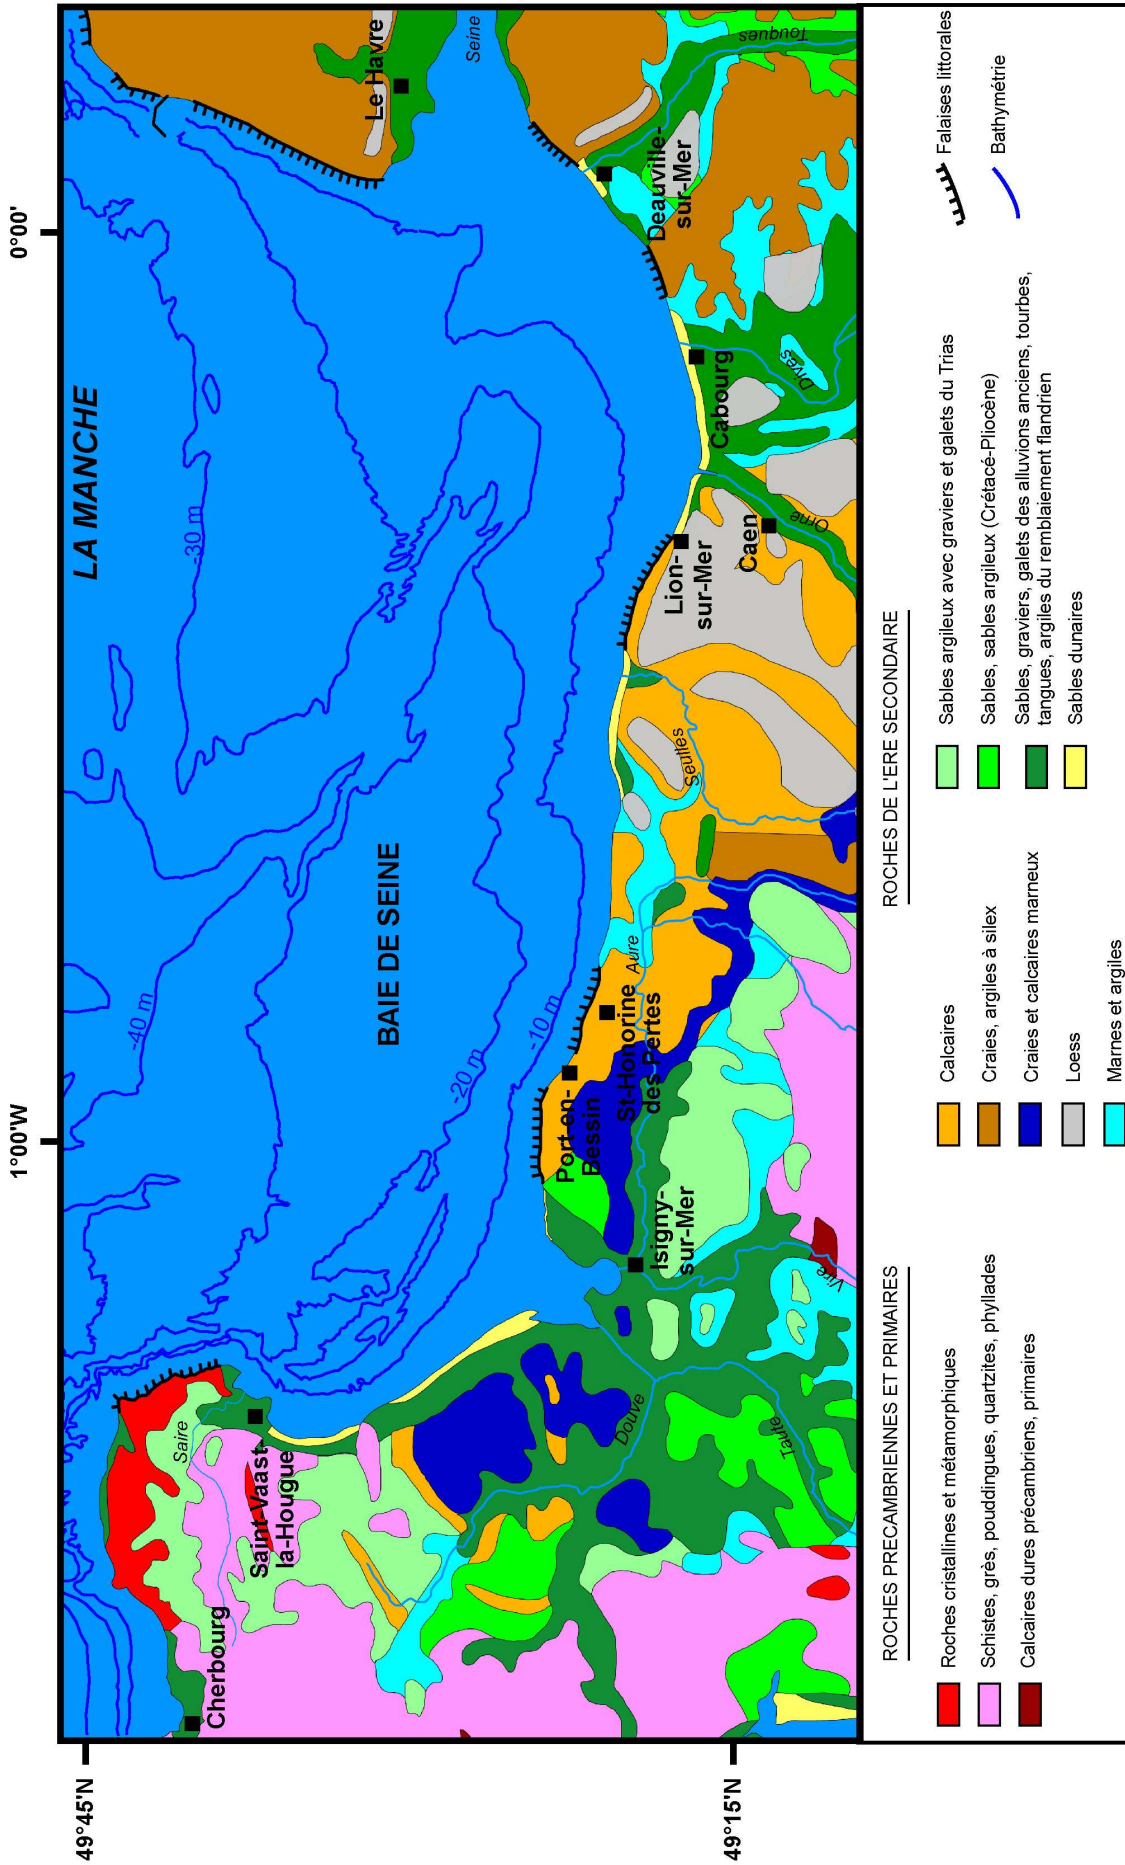 1°00'W
0°00'
49°45'N
49°15'N
LA MANCHE
BAIE DE SEINE
-30 m
-40 m
-20 m
-10 m
Cherbourg
Saire
Saint-Vaast-
la-Hougue
Douve
Taute
Vire
Isigny-
sur-Mer
Port-en-
Bessin
St-Honorine
des-Pertes
Aure
Seulles
Lion-
sur-Mer
Caen
Orne
Cabourg
Dives
Deauville-
sur-Mer
Touques
Le Havre
Seine
ROCHES PRECAMBRIENNES ET PRIMAIRES
Roches cristallines et métamorphiques
Schistes, grès, pouddingues, quartzites, phyllades
Calcaires dures précambriens, primaires
ROCHES DE L'ERE SECONDAIRE
Calcaires
Craies, argiles à silex
Craies et calcaires marneux
Loess
Marnes et argiles
Sables argileux avec graviers et galets du Trias
Sables, sables argileux (Crétacé-Pliocène)
Sables, graviers, galets des alluvions anciens, tourbes,
tangues, argiles du remblaiement flandrien
Sables dunaires
Falaises littorales
Bathymétrie